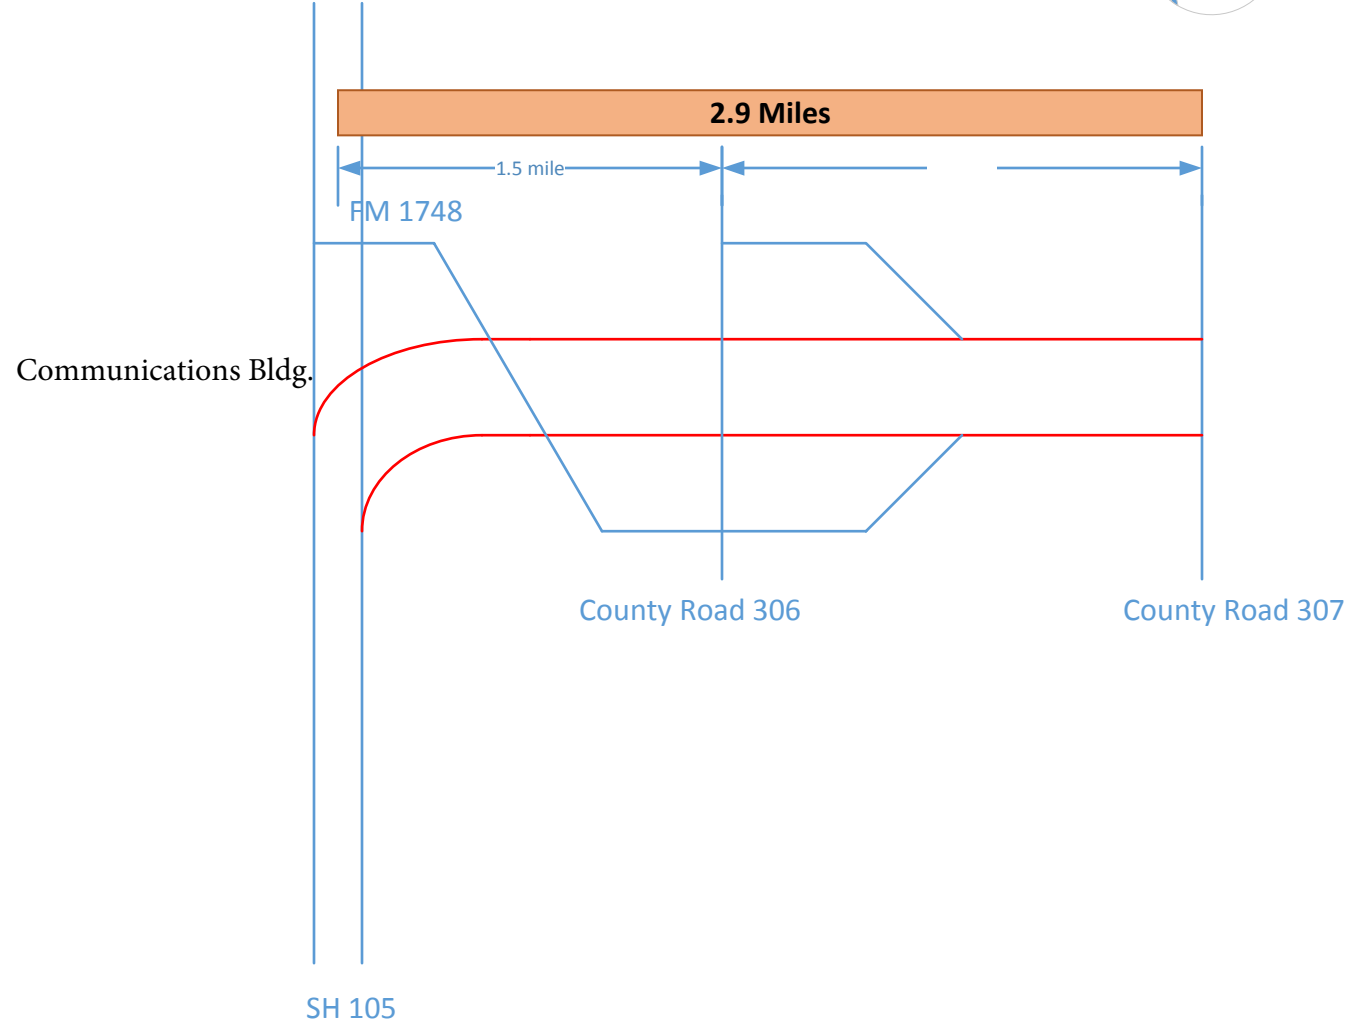 2.9 Miles
1.5 mile
FM 1748
Communications Bldg.
County Road 306
County Road 307
SH 105